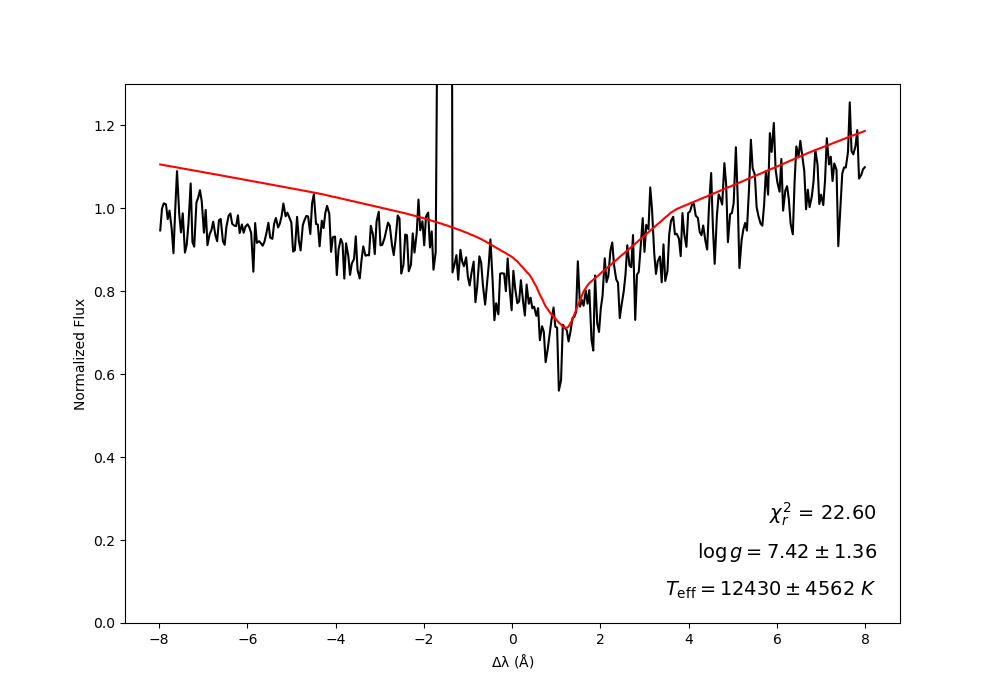 1.2
1.0
0.8
0.6
0.4
0.2
0.0
Normalized Flux
χ²ᵣ = 22.60
log g = 7.42 ± 1.36
T_eff = 12430 ± 4562 K
−8 −6 −4 −2 0 2 4 6 8
Δλ (Å)